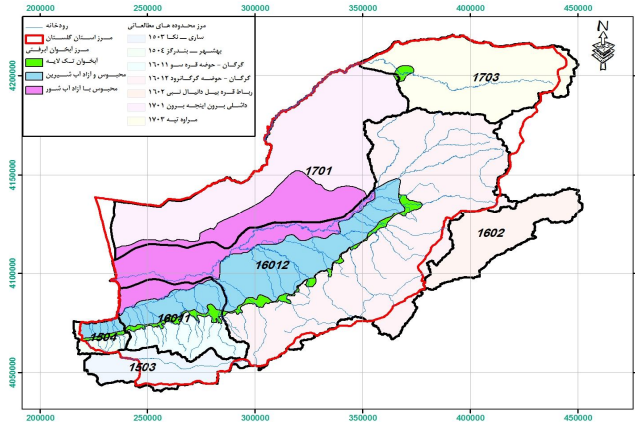 رودخانه
مرز استان گلستان
مرز آبخوان آبرفتی
آبخوان تک لایه
محبوس و آزاد آب شیرین
محبوس یا آزاد آب شور
مرز محدوده های مطالعاتی
۱۵۰۳ ساری – نکا
۱۵۰۴ بهشهر – بندرگز
۱۶۰۱۱ گرگان – حوضه قره سو
۱۶۰۱۲ گرگان – حوضه گرگانرود
۱۶۰۲ رباط قره بیل دانیال نبی
۱۷۰۱ داشلی برون اینچه برون
۱۷۰۳ مراوه تپه
N
1703
1701
1602
16012
16011
1504
1503
4200000
4150000
4100000
4050000
200000 250000 300000 350000 400000 450000